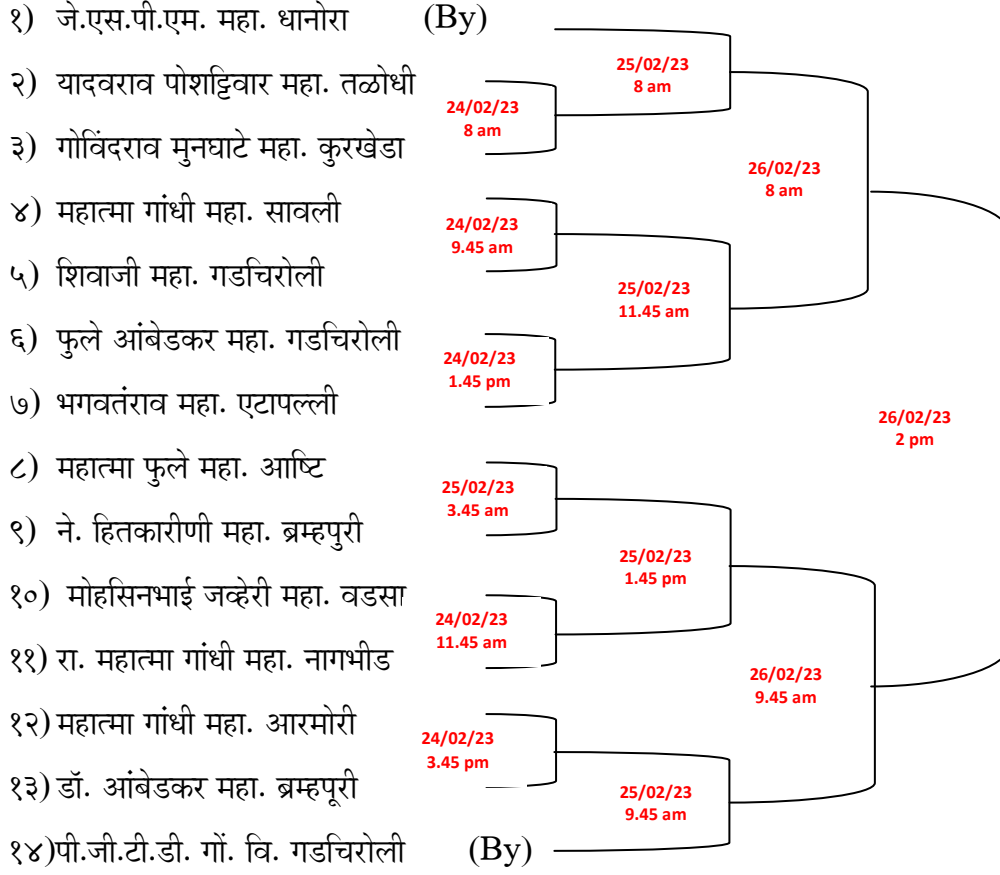 १) जे.एस.पी.एम. महा. धानोरा (By)
२) यादवराव पोशट्टिवार महा. तळोधी
३) गोविंदराव मुनघाटे महा. कुरखेडा
४) महात्मा गांधी महा. सावली
५) शिवाजी महा. गडचिरोली
६) फुले आंबेडकर महा. गडचिरोली
७) भगवतंराव महा. एटापल्ली
८) महात्मा फुले महा. आष्टि
९) ने. हितकारीणी महा. ब्रम्हपुरी
१०) मोहसिनभाई जव्हेरी महा. वडसा
११) रा. महात्मा गांधी महा. नागभीड
१२) महात्मा गांधी महा. आरमोरी
१३) डॉ. आंबेडकर महा. ब्रम्हपूरी
१४)पी.जी.टी.डी. गों. वि. गडचिरोली (By)
24/02/23
8 am
24/02/23
9.45 am
24/02/23
1.45 pm
25/02/23
3.45 am
24/02/23
11.45 am
24/02/23
3.45 pm
25/02/23
8 am
25/02/23
11.45 am
25/02/23
1.45 pm
25/02/23
9.45 am
26/02/23
8 am
26/02/23
9.45 am
26/02/23
2 pm